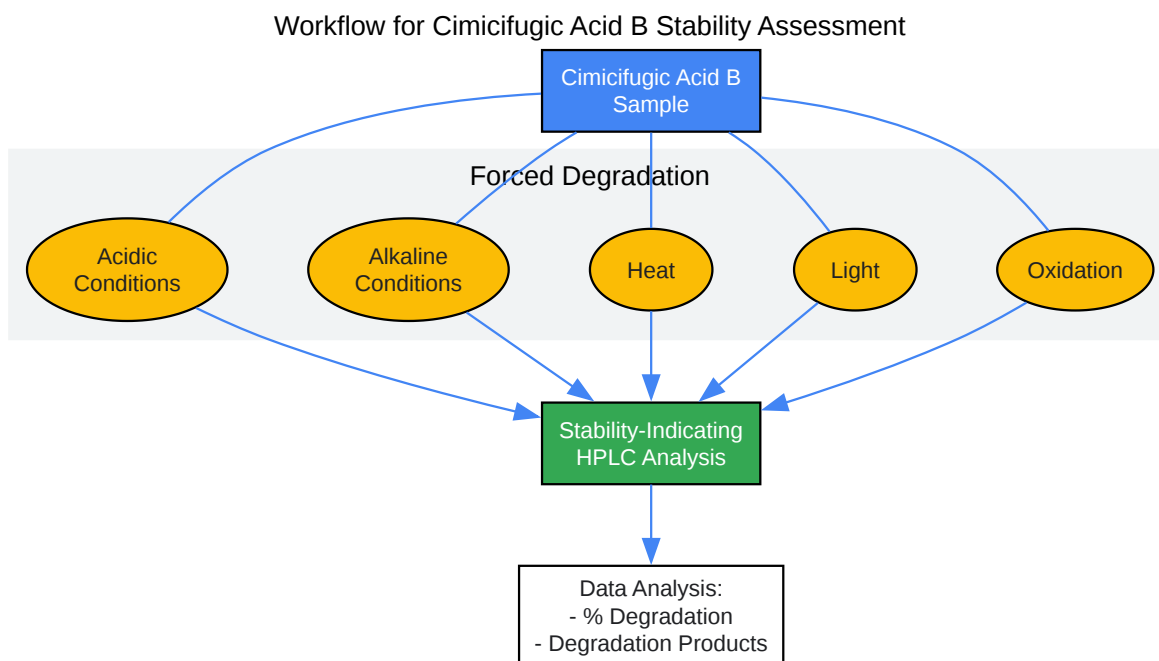 Workflow for Cimicifugic Acid B Stability Assessment
Cimicifugic Acid B
Sample
Forced Degradation
Acidic
Conditions
Alkaline
Conditions
Heat
Light
Oxidation
Stability-Indicating
HPLC Analysis
Data Analysis:
- % Degradation
- Degradation Products